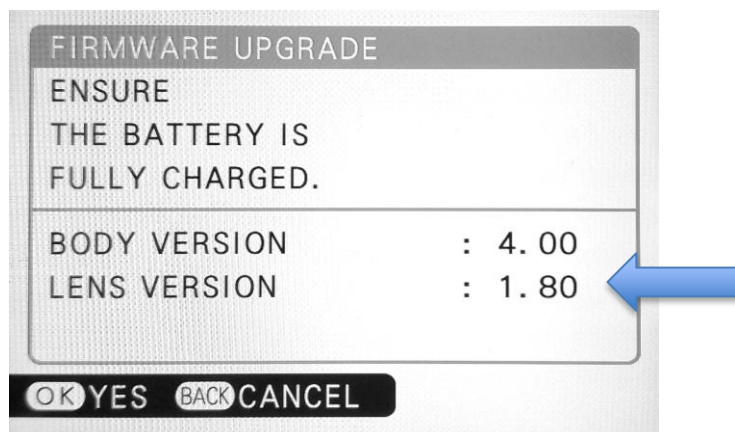 FIRMWARE UPGRADE
ENSURE
THE BATTERY IS
FULLY CHARGED.
BODY VERSION : 4.00
LENS VERSION : 1.80
OK YES BACK CANCEL